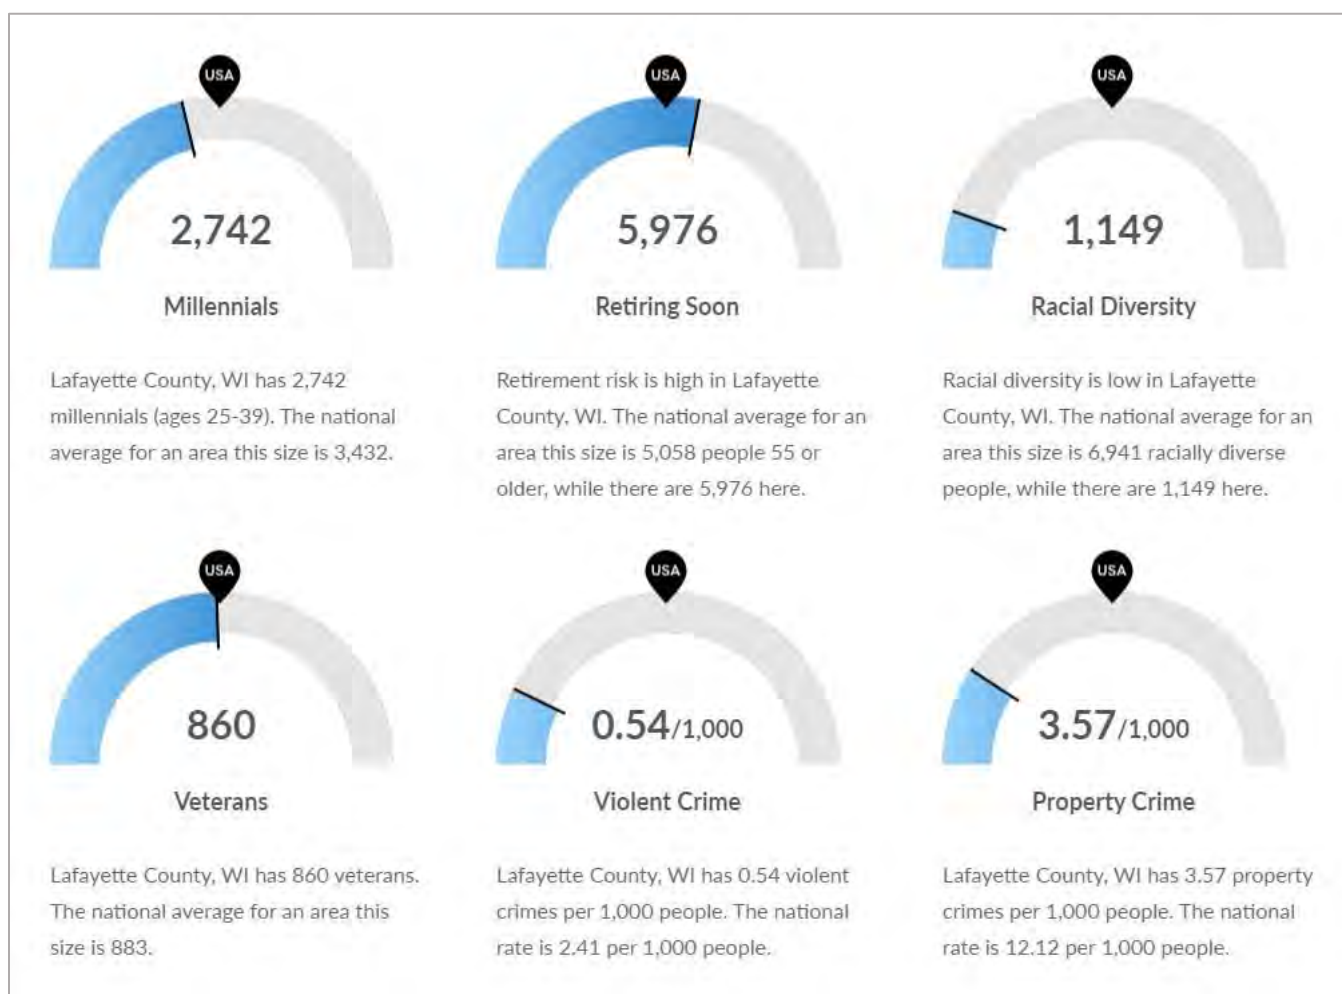 USA
2,742
Millennials
Lafayette County, WI has 2,742
millennials (ages 25-39). The national
average for an area this size is 3,432.
USA
5,976
Retiring Soon
Retirement risk is high in Lafayette
County, WI. The national average for an
area this size is 5,058 people 55 or
older, while there are 5,976 here.
USA
1,149
Racial Diversity
Racial diversity is low in Lafayette
County, WI. The national average for an
area this size is 6,941 racially diverse
people, while there are 1,149 here.
USA
860
Veterans
Lafayette County, WI has 860 veterans.
The national average for an area this
size is 883.
USA
0.54/1,000
Violent Crime
Lafayette County, WI has 0.54 violent
crimes per 1,000 people. The national
rate is 2.41 per 1,000 people.
USA
3.57/1,000
Property Crime
Lafayette County, WI has 3.57 property
crimes per 1,000 people. The national
rate is 12.12 per 1,000 people.